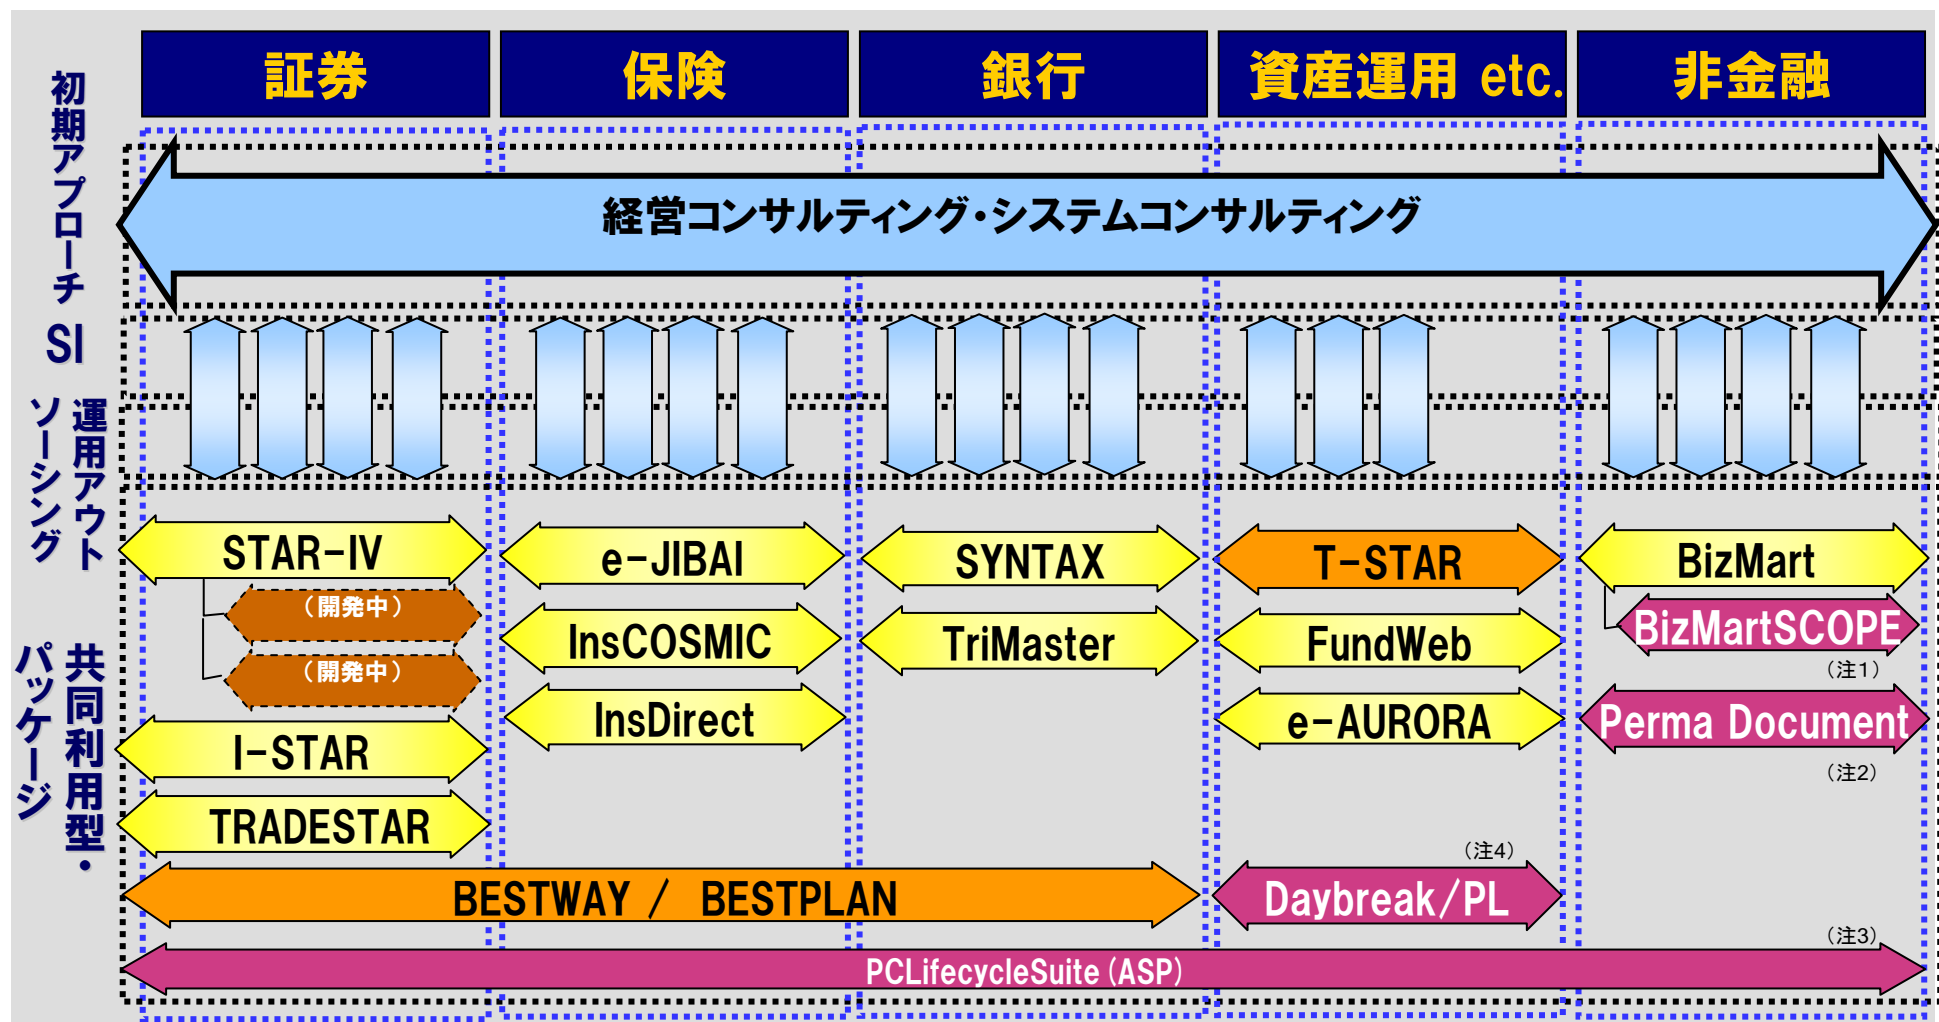 証券
保険
銀行
資産運用 etc.
非金融
初期アプローチ
経営コンサルティング・システムコンサルティング
SI
運用アウト
ソーシング
共同利用型・
パッケージ
STAR-IV
（開発中）
（開発中）
I-STAR
TRADESTAR
e-JIBAI
InsCOSMIC
InsDirect
SYNTAX
TriMaster
T-STAR
FundWeb
e-AURORA
BizMart
BizMartSCOPE
（注1）
Perma Document
（注2）
BESTWAY / BESTPLAN
（注4）
Daybreak/PL
（注3）
PCLifecycleSuite(ASP)